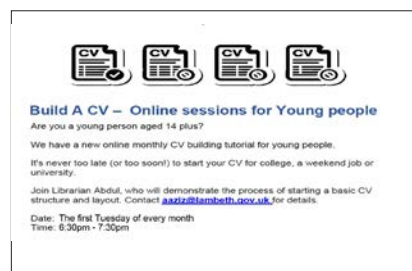 CV CV CV CV
Build A CV – Online sessions for Young people
Are you a young person aged 14 plus?
We have a new online monthly CV building tutorial for young people.
It's never too late (or too soon!) to start your CV for college, a weekend job or
university.
Join Librarian Abdul, who will demonstrate the process of starting a basic CV
structure and layout. Contact aaziz@lambeth.gov.uk for details.
Date: The first Tuesday of every month
Time: 6:30pm - 7:30pm